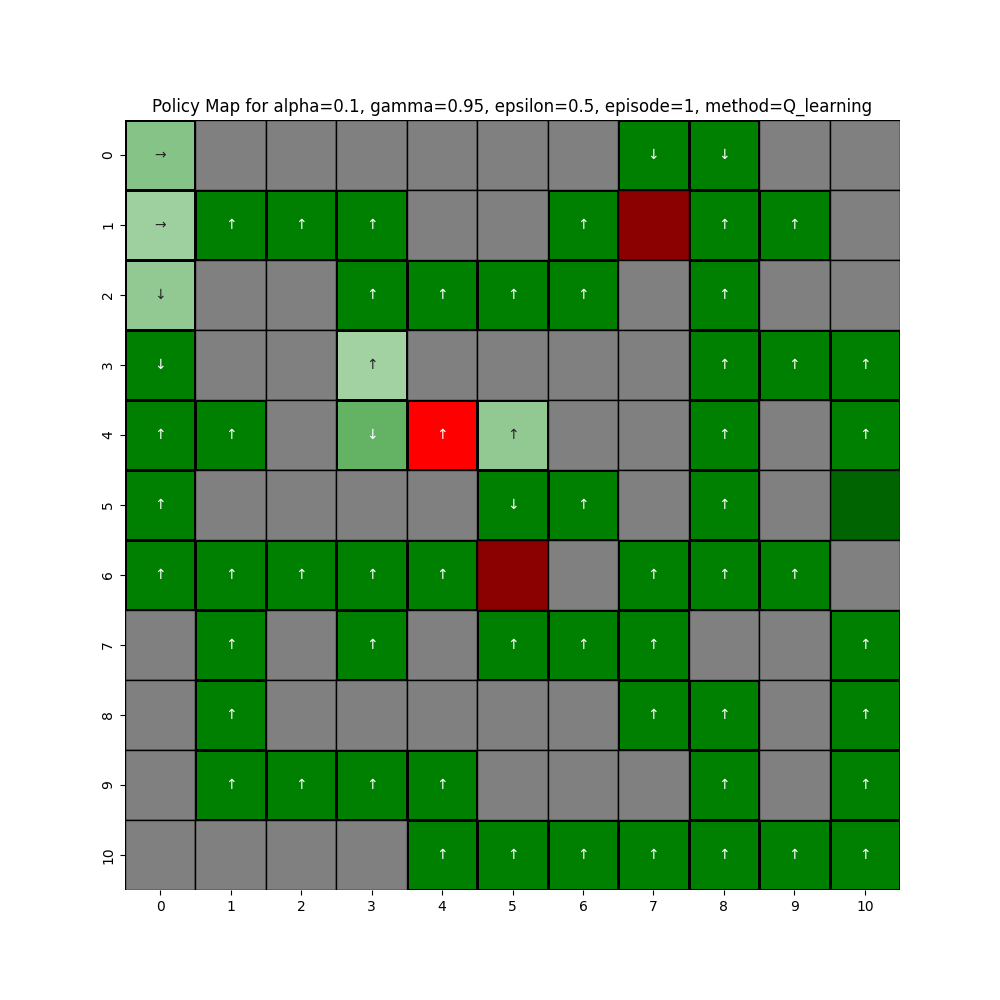 Policy Map for alpha=0.1, gamma=0.95, epsilon=0.5, episode=1, method=Q_learning
0 → ↓ ↓
1 → ↑ ↑ ↑ ↑ ↑ ↑
2 ↓ ↑ ↑ ↑ ↑ ↑
3 ↓ ↑ ↑ ↑ ↑
4 ↑ ↑ ↓ ↑ ↑ ↑ ↑
5 ↑ ↓ ↑ ↑
6 ↑ ↑ ↑ ↑ ↑ ↑ ↑ ↑
7 ↑ ↑ ↑ ↑ ↑ ↑
8 ↑ ↑ ↑ ↑
9 ↑ ↑ ↑ ↑ ↑ ↑
10 ↑ ↑ ↑ ↑ ↑ ↑ ↑
0 1 2 3 4 5 6 7 8 9 10